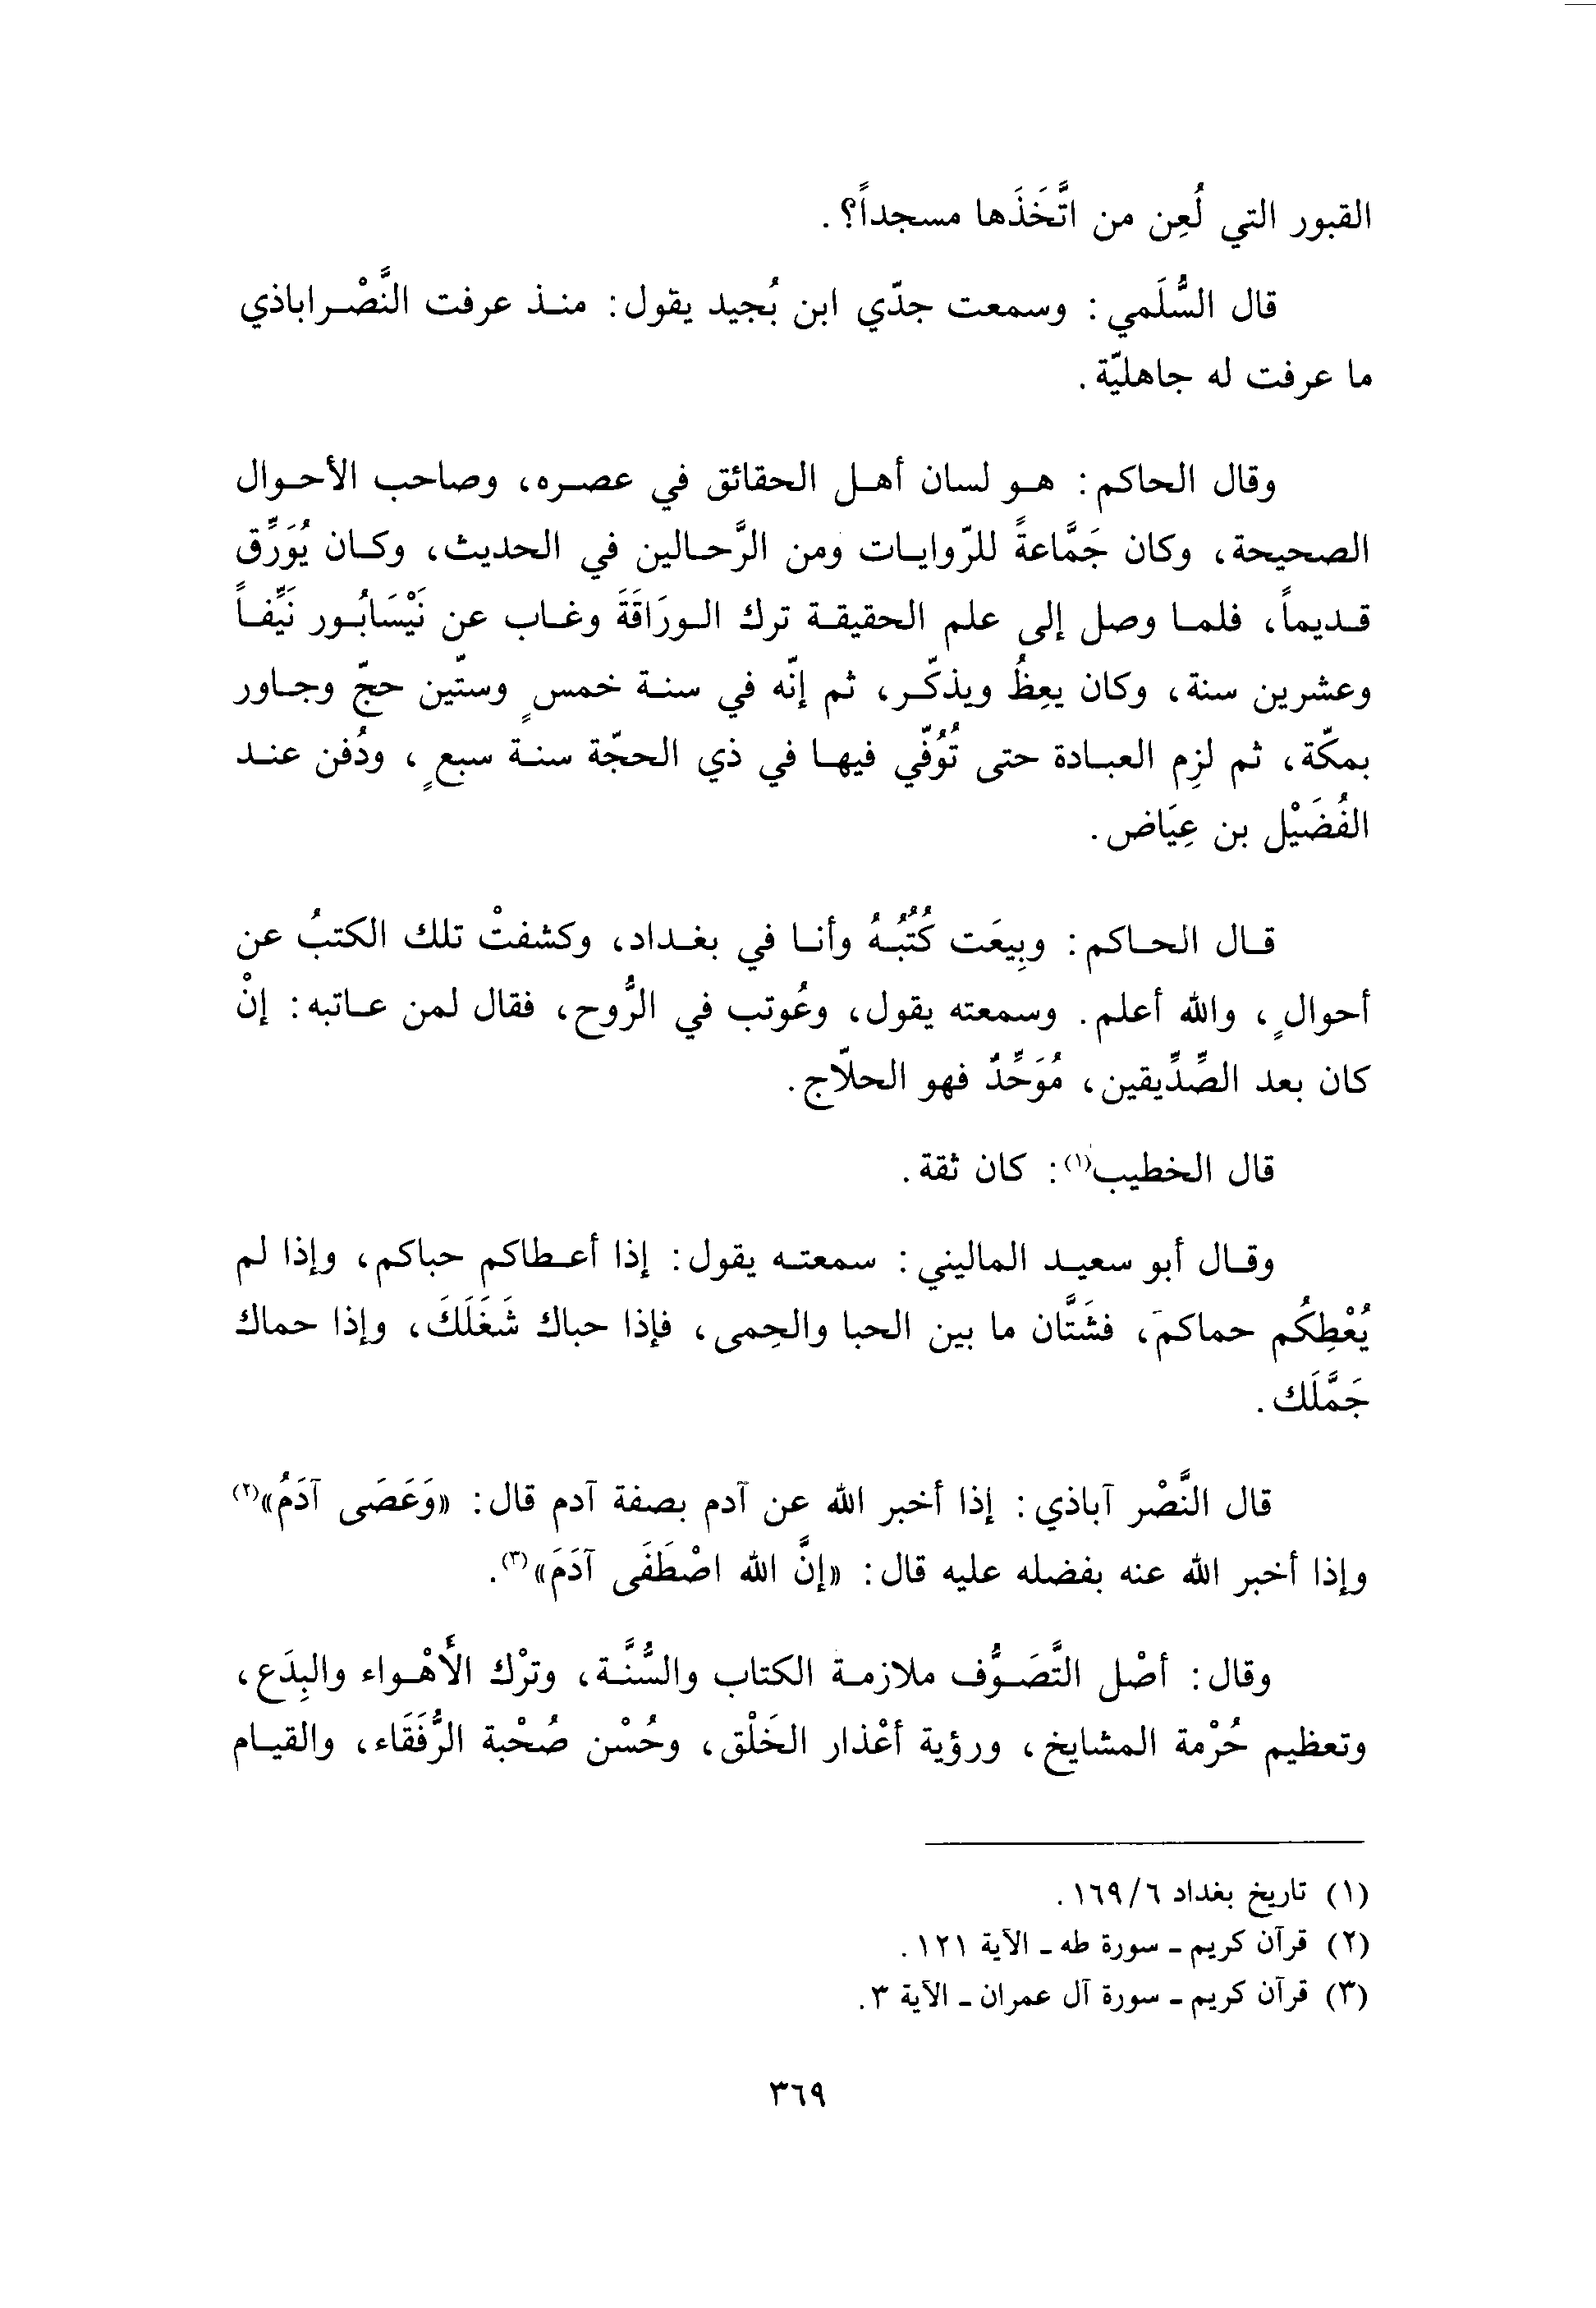 القبور التي لُعِن من اتَّخَذَها مسجداً؟.
قال السُّلَمي: وسمعت جدّي ابن بُجيد يقول: منذ عرفت النَّصْراباذي
ما عرفت له جاهليّة.
وقال الحاكم: هو لسان أهل الحقائق في عصره، وصاحب الأحوال
الصحيحة، وكان جَمَّاعةً للرّوايات ومن الرَّحالين في الحديث، وكان يُوَرِّق
قديماً، فلما وصل إلى علم الحقيقة ترك الورَاقَةَ وغاب عن نَيْسَابُور نَيِّفاً
وعشرين سنة، وكان يعِظُ ويذكّر، ثم إنّه في سنة خمسٍ وستّين حجّ وجاور
بمكّة، ثم لزِم العبادة حتى تُوُفّي فيها في ذي الحجّة سنة سبعٍ، ودُفن عند
الفُضَيْل بن عِيَاض.
قال الحاكم: وبِيعَت كُتُبُهُ وأنا في بغداد، وكشفتْ تلك الكتبُ عن
أحوالٍ، والله أعلم. وسمعته يقول، وعُوتب في الرُّوح، فقال لمن عاتبه: إنْ
كان بعد الصِّدِّيقين، مُوَحِّدٌ فهو الحلاّج.
قال الخطيب(١): كان ثقة.
وقال أبو سعيد الماليني: سمعته يقول: إذا أعطاكم حباكم، وإذا لم
يُعْطِكُم حماكم، فشَتَّان ما بين الحبا والحِمى، فإذا حباك شَغَلَكَ، وإذا حماك
جَمَّلَك.
قال النَّصْر آباذي: إذا أخبر الله عن آدم بصفة آدم قال: «وَعَصَى آدَمُ»(٢)
وإذا أخبر الله عنه بفضله عليه قال: «إنَّ الله اصْطَفَى آدَمَ»(٣).
وقال: أصْل التَّصَوُّف ملازمة الكتاب والسُّنَّة، وترْك الأَهْواء والبِدَع،
وتعظيم حُرْمة المشايخ، ورؤية أعْذار الخَلْق، وحُسْن صُحْبة الرُّفَقَاء، والقيام
(١) تاريخ بغداد ٦/١٦٩.
(٢) قرآن كريم - سورة طه - الآية ١٢١.
(٣) قرآن كريم - سورة آل عمران - الآية ٣.
٣٦٩